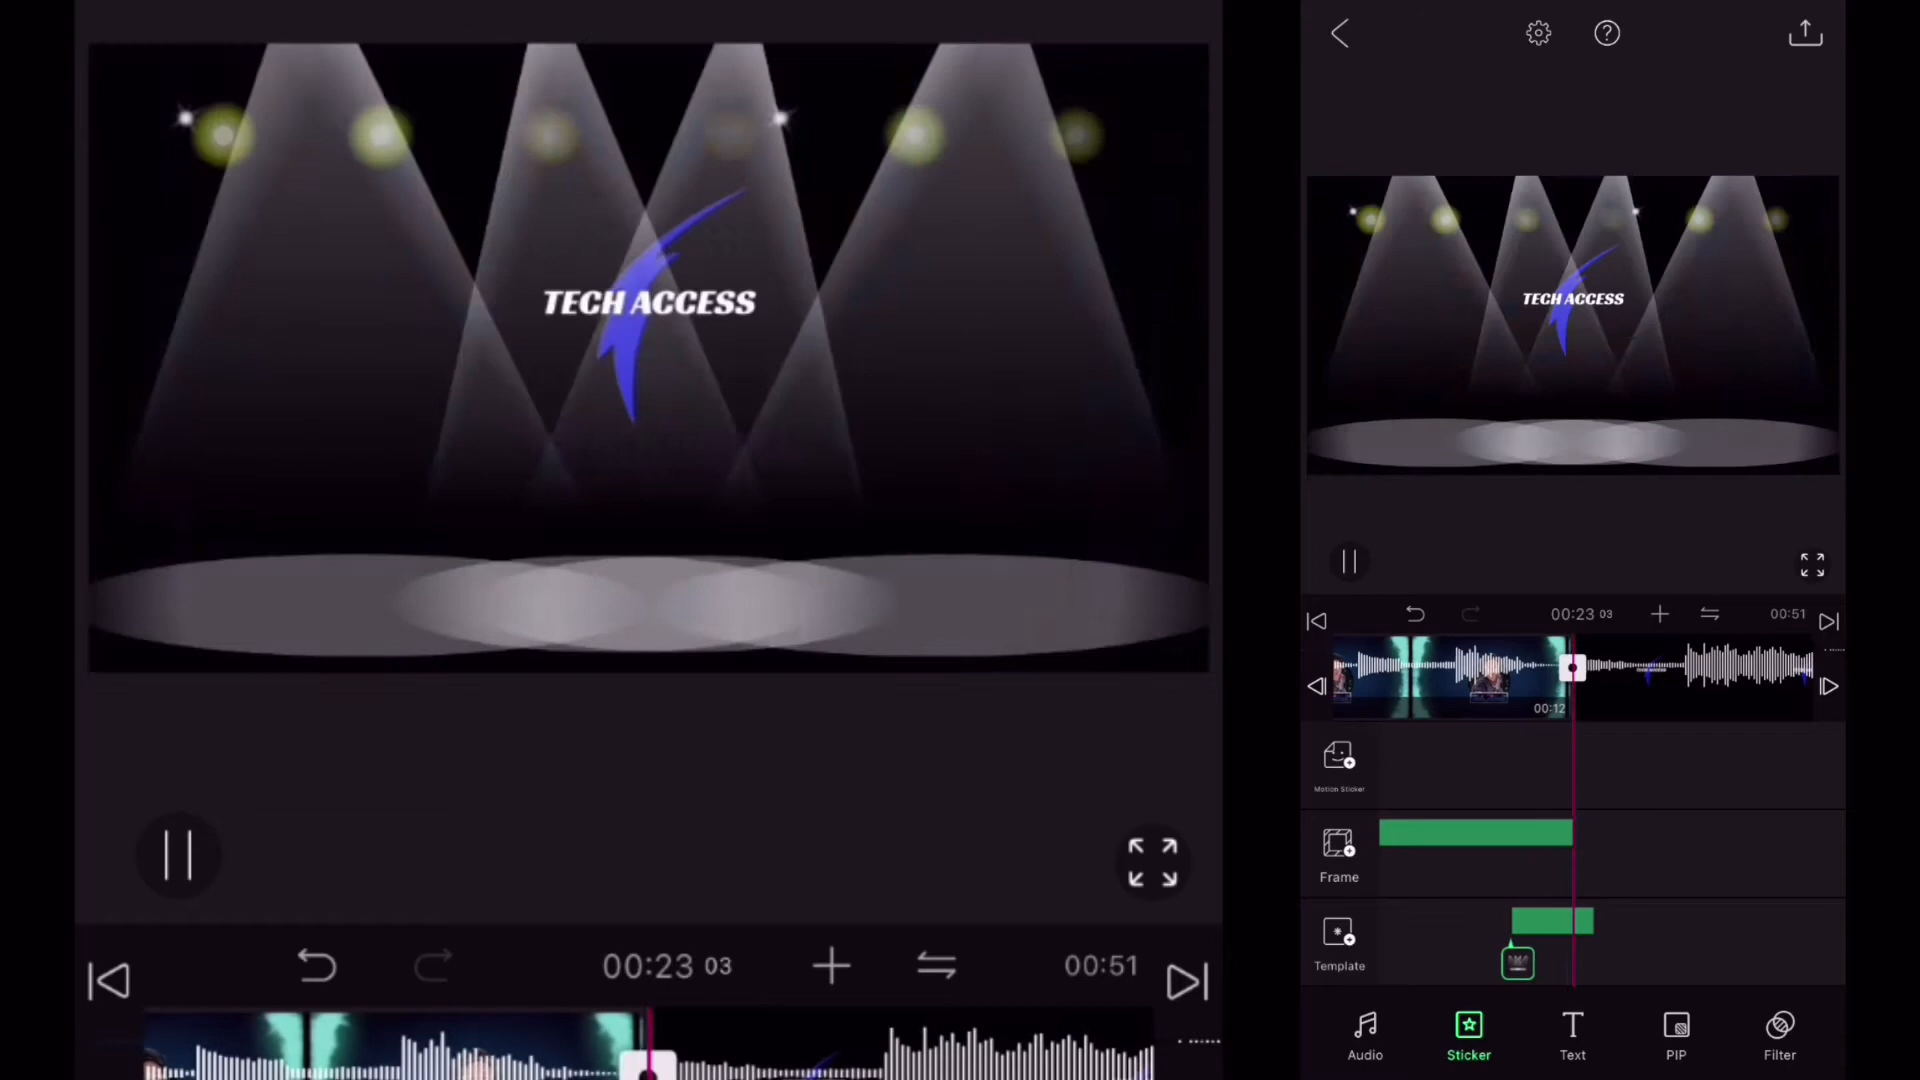 TECH ACCESS
00:23 03
00:51
TECH ACCESS
00:23 03
00:51
00:12
Motion Sticker
Frame
Template
Audio
Sticker
Text
PIP
Filter